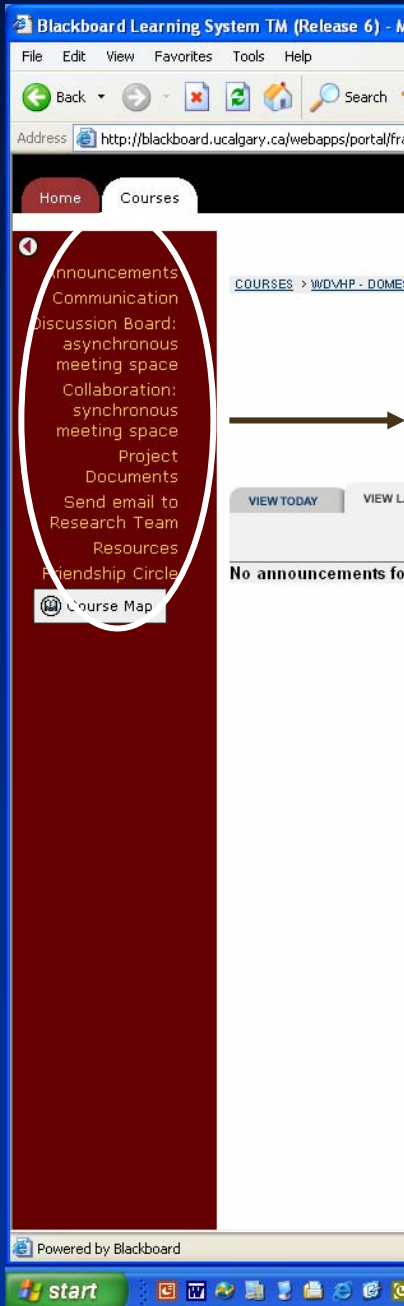 Blackboard Learning System TM (Release 6) - M
File Edit View Favorites Tools Help
Back Search
Address http://blackboard.ucalgary.ca/webapps/portal/fra
Home Courses
nnouncements
Communication
Discussion Board:
asynchronous
meeting space
Collaboration:
synchronous
meeting space
Project
Documents
Send email to
Research Team
Resources
Friendship Circle
Course Map
COURSES > WDVHP - DOMES
VIEW TODAY VIEW LA
No announcements fo
Powered by Blackboard
start